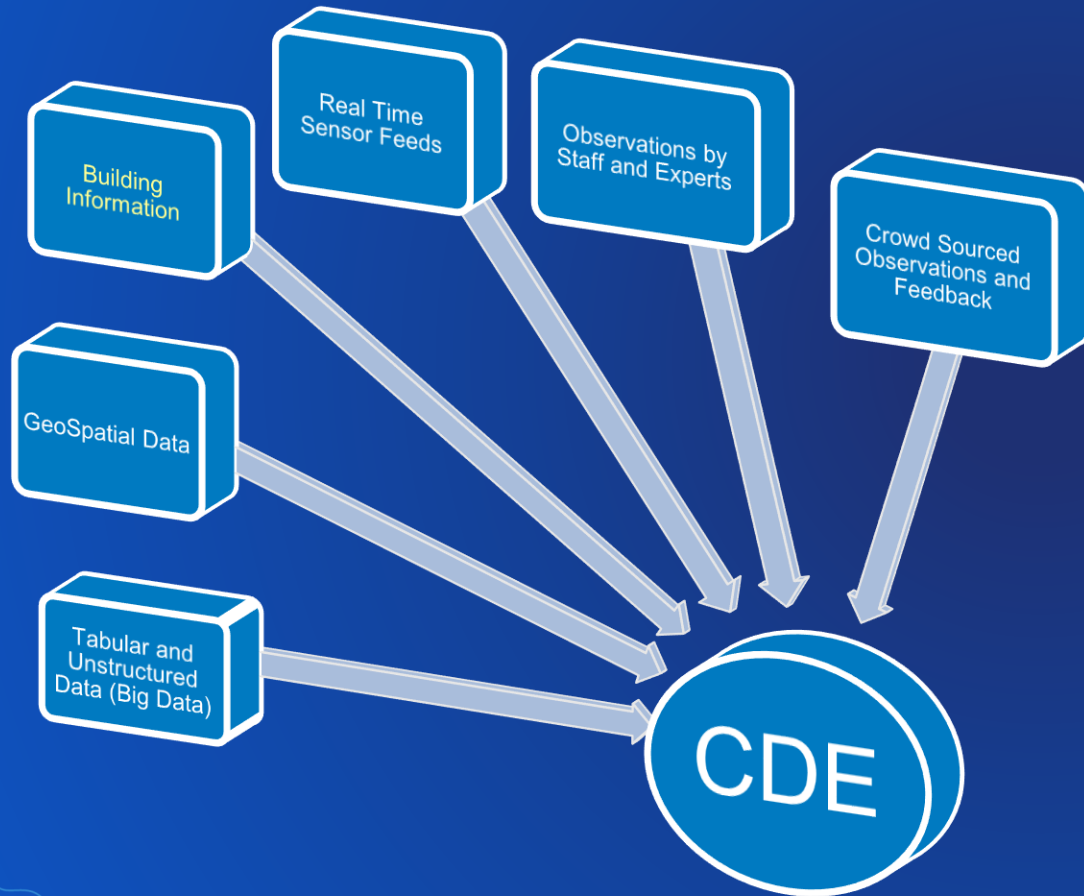 Real Time
Sensor Feeds
Observations by
Staff and Experts
Building
Information
Crowd Sourced
Observations and
Feedback
GeoSpatial Data
Tabular and
Unstructured
Data (Big Data)
CDE